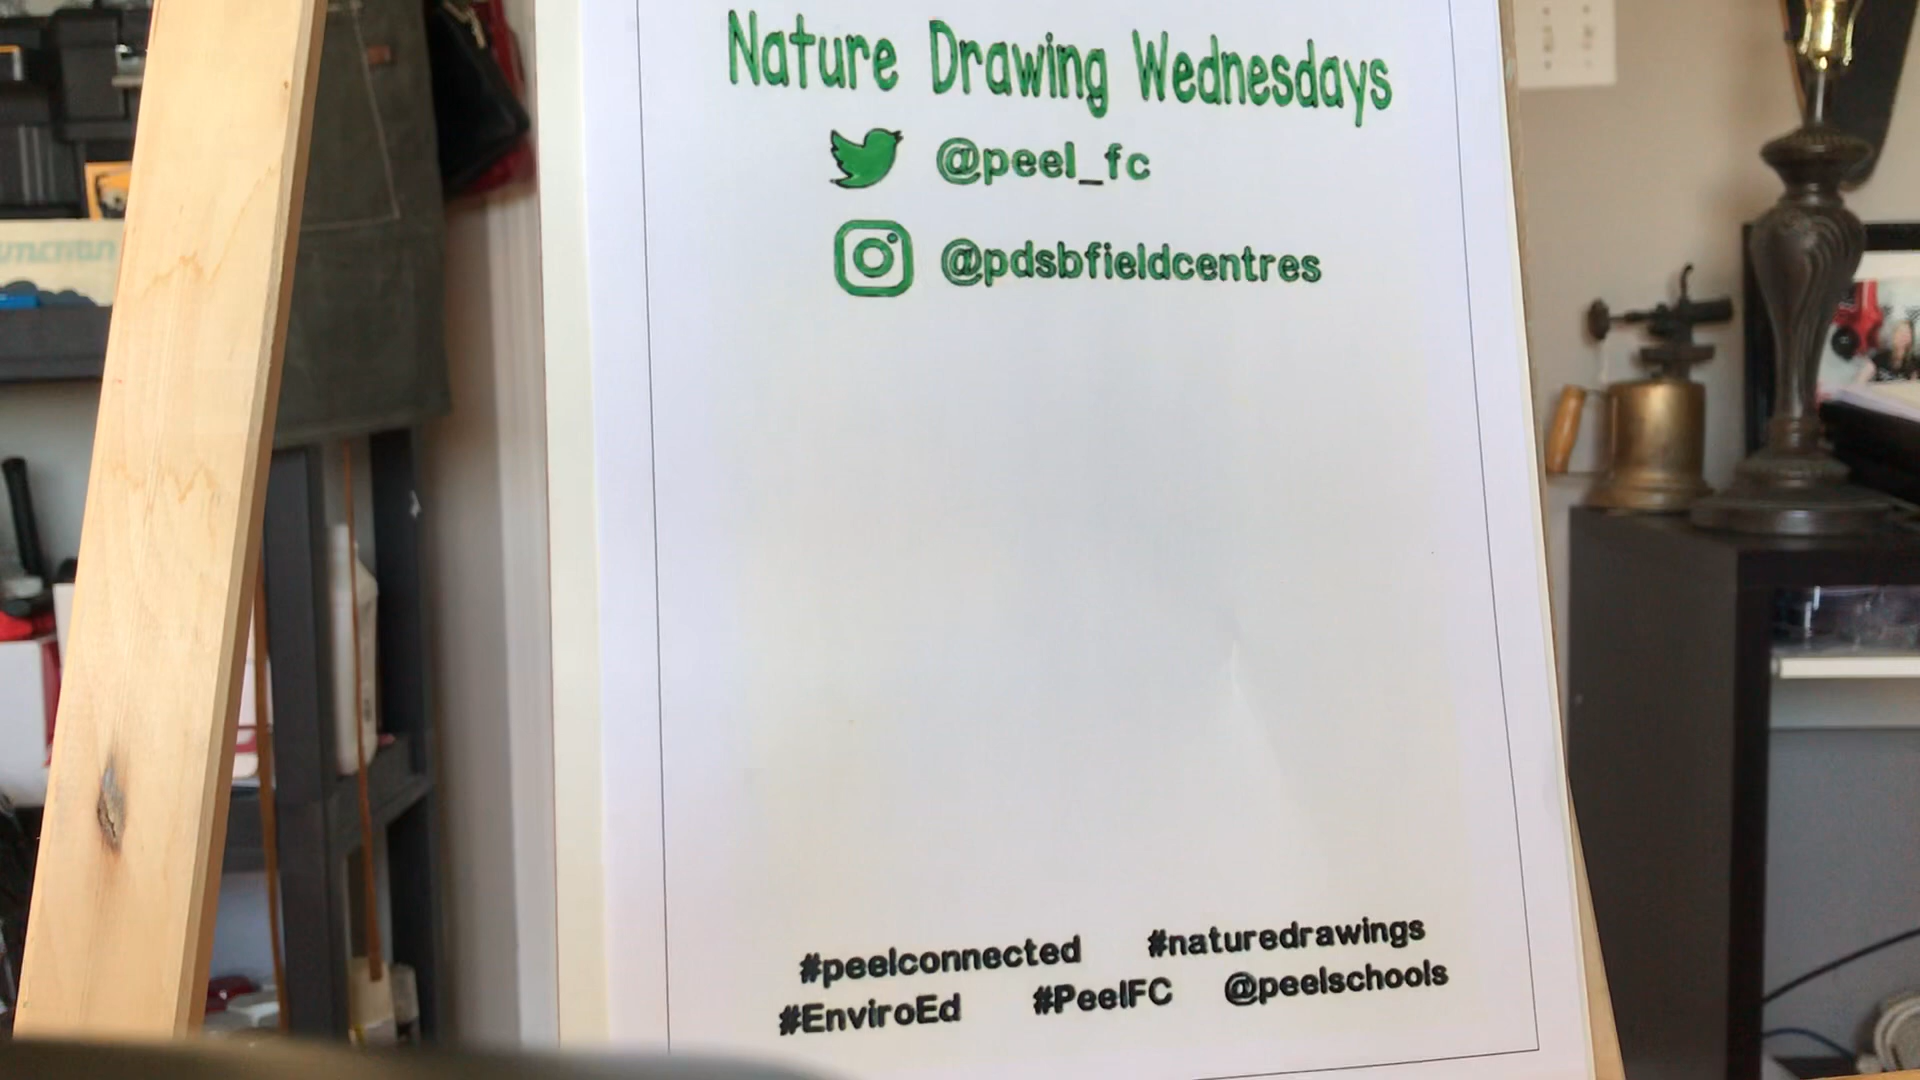 Nature Drawing Wednesdays
@peel_fc
@pdsbfieldcentres
#peelconnected #naturedrawings
#EnviroEd #PeelFC @peelschools